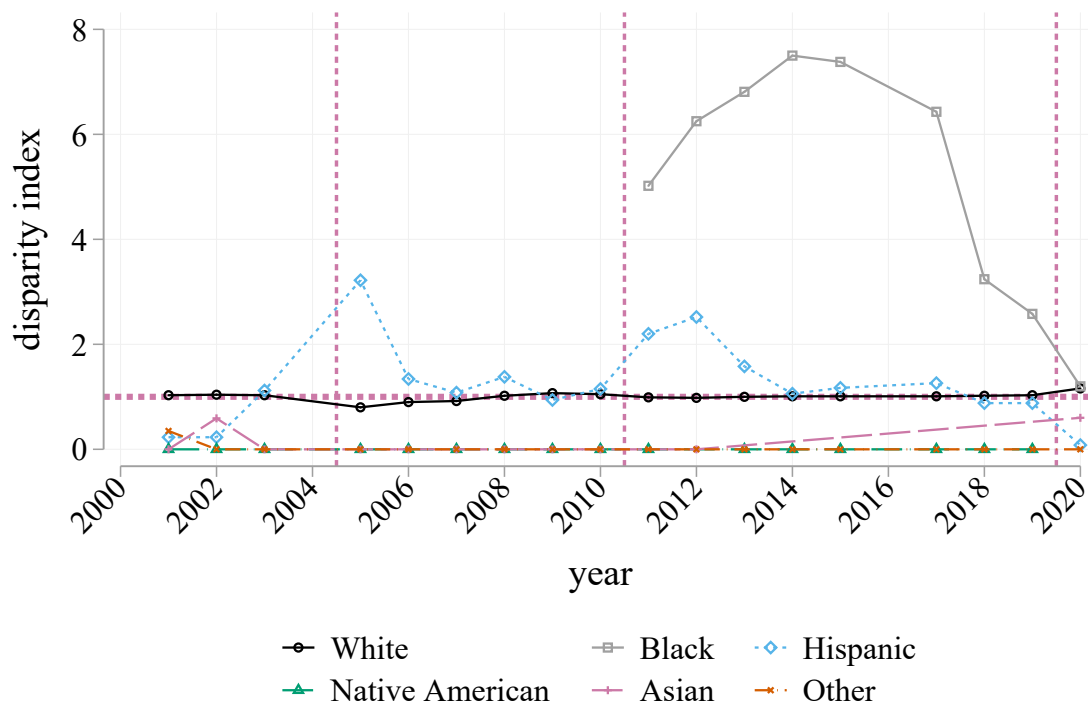 8
6
4
2
0
disparity index
2000 2002 2004 2006 2008 2010 2012 2014 2016 2018 2020
year
White Black Hispanic
Native American Asian Other